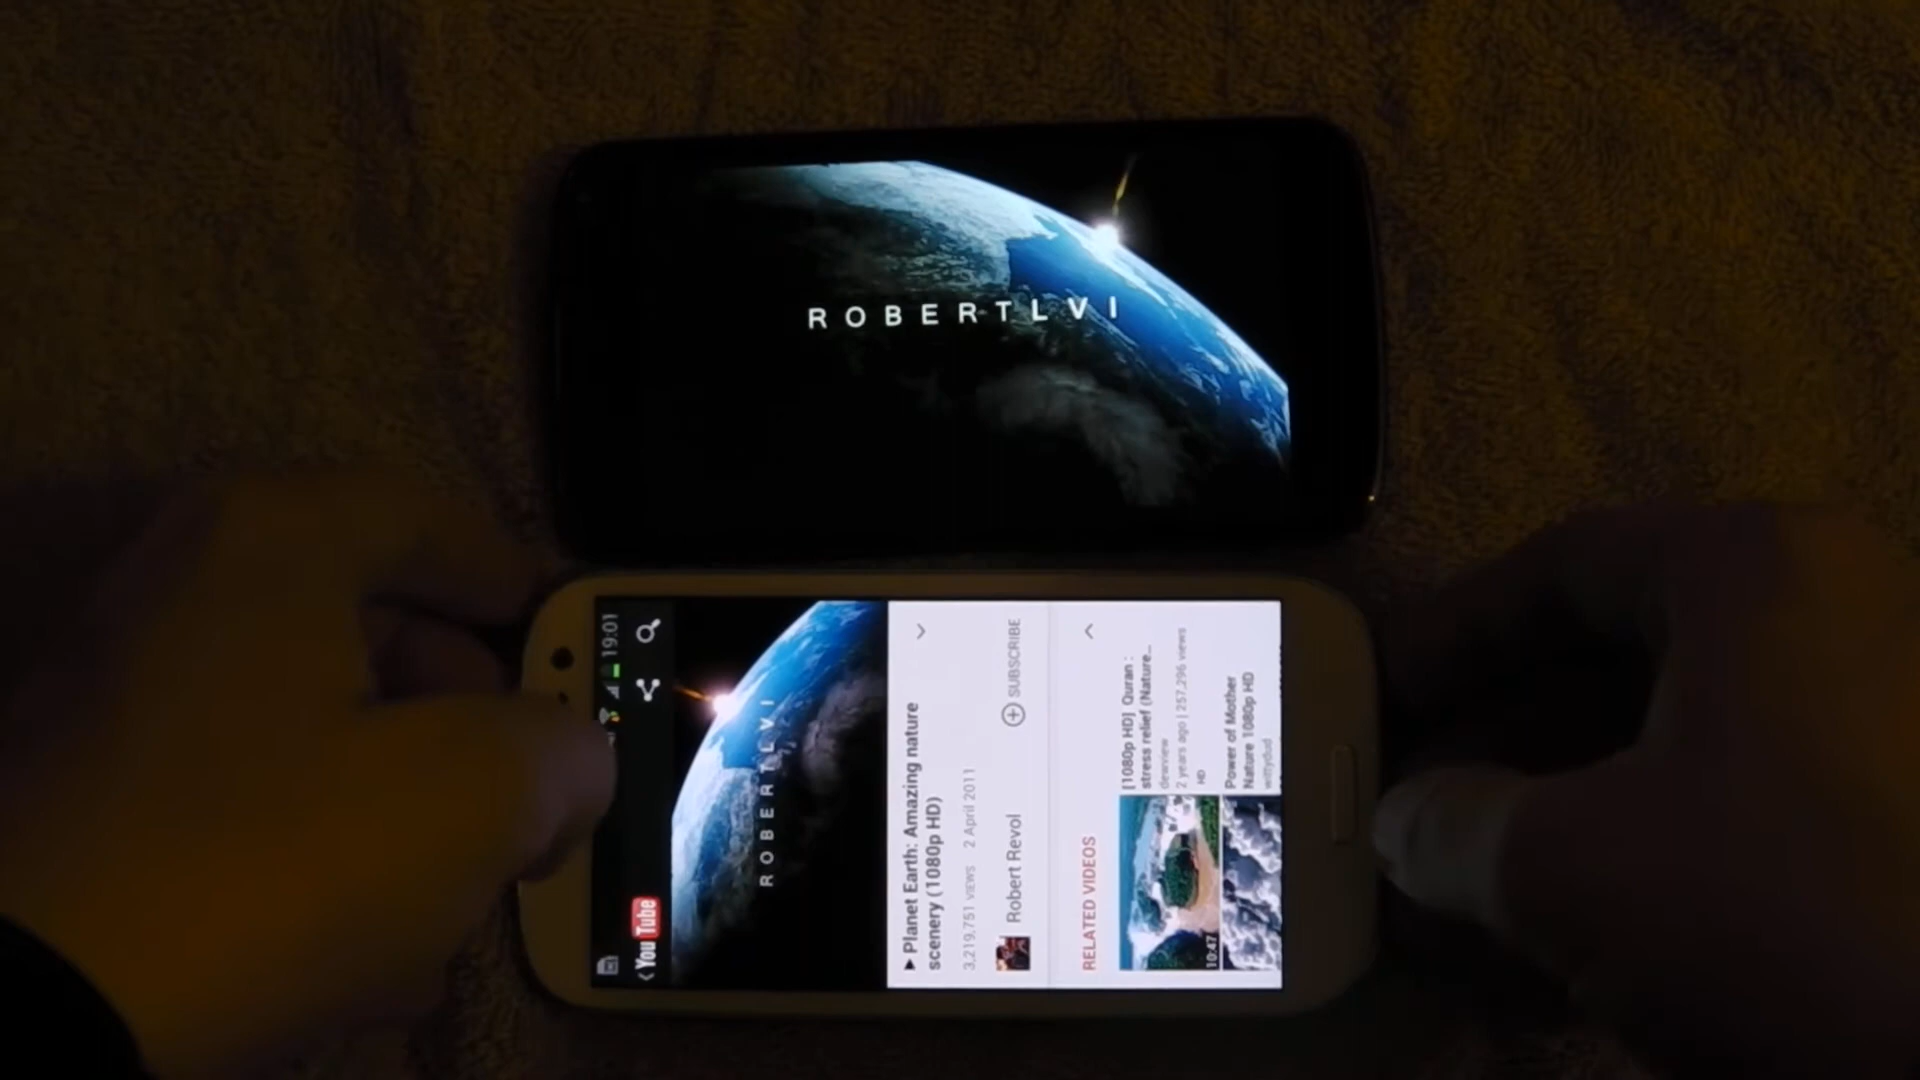 ROBERTLVI
19:01
You Tube
ROBERTLVI
Planet Earth: Amazing nature
scenery (1080p HD)
3,219,751 VIEWS 2 April 2011
Robert Revol
SUBSCRIBE
RELATED VIDEOS
10:47
[1080p HD] Quran :
stress relief (Nature...
dewview
2 years ago | 257,296 views
HD
Power of Mother
Nature 1080p HD
wittydud